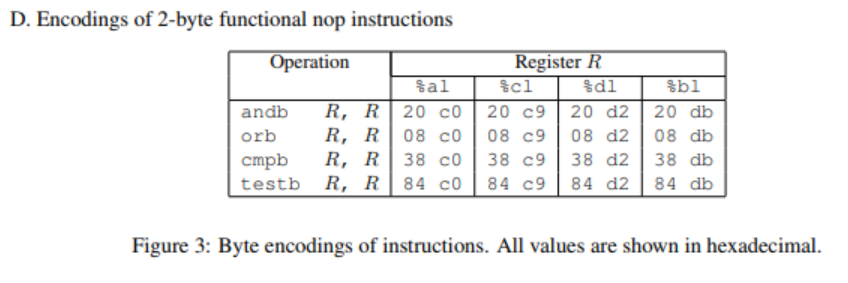 D. Encodings of 2-byte functional nop instructions
Operation Register R
%al %cl %dl %bl
andb R, R 20 c0 20 c9 20 d2 20 db
orb R, R 08 c0 08 c9 08 d2 08 db
cmpb R, R 38 c0 38 c9 38 d2 38 db
testb R, R 84 c0 84 c9 84 d2 84 db
Figure 3: Byte encodings of instructions. All values are shown in hexadecimal.